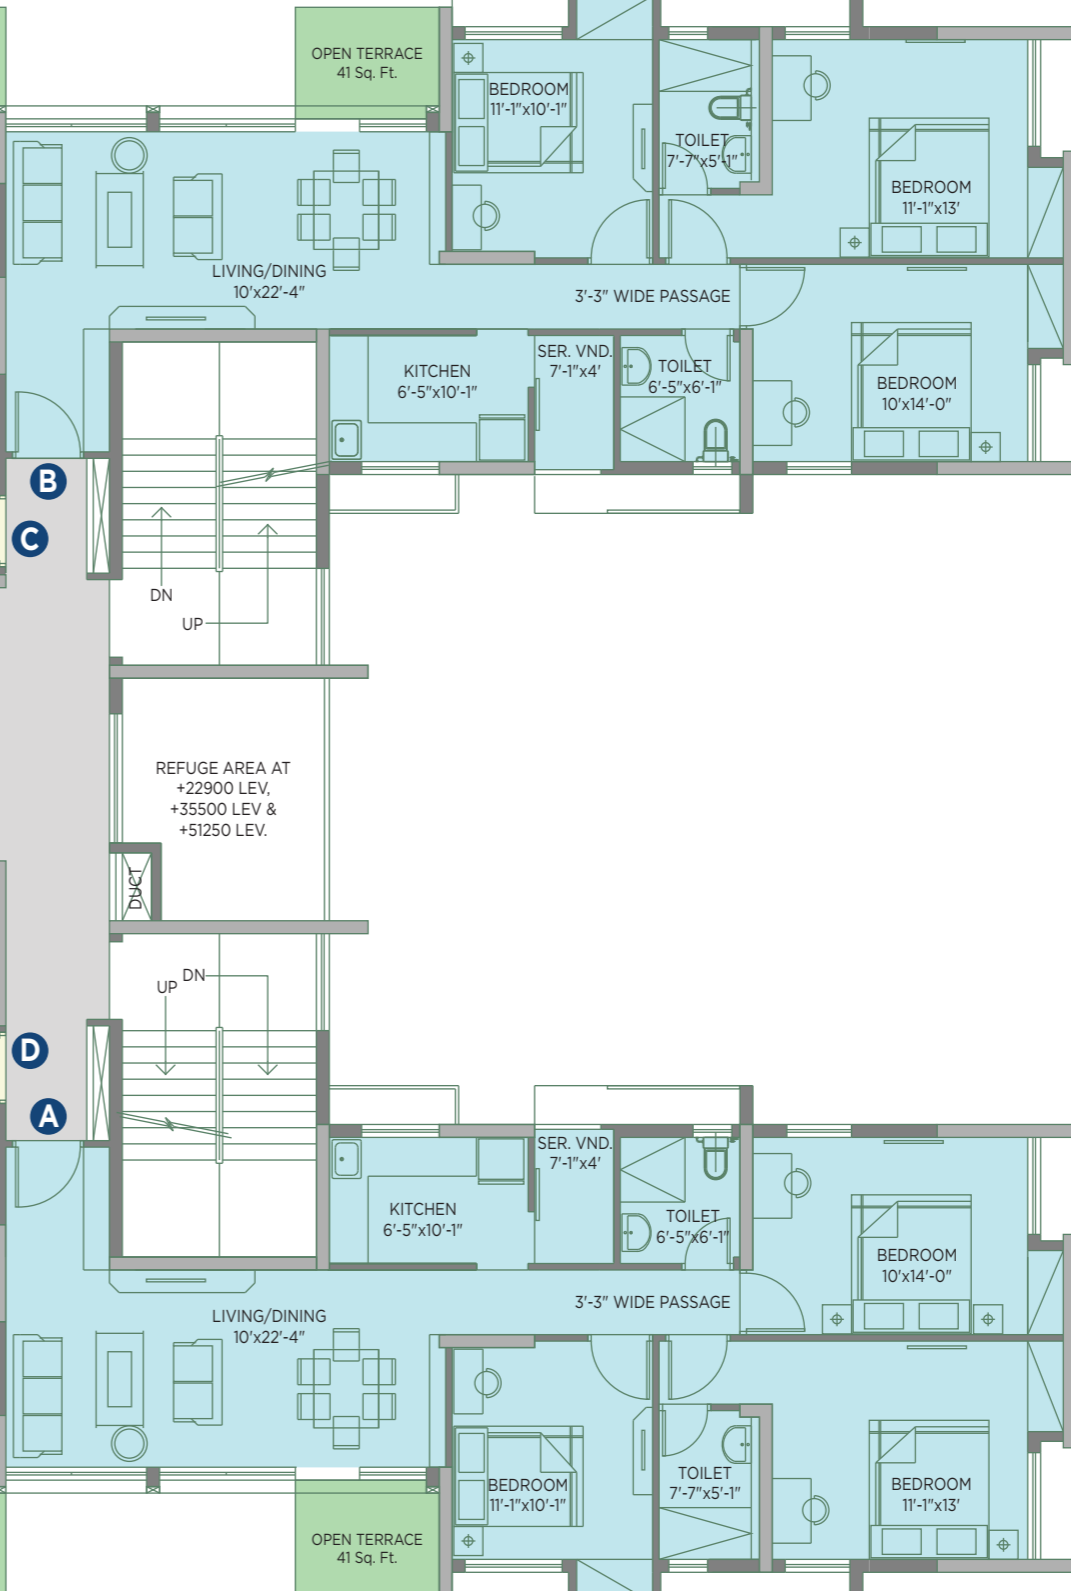 OPEN TERRACE
41 Sq. Ft.
BEDROOM
11'-1"x10'-1"
TOILET
7'-7"x5'-1"
BEDROOM
11'-1"x13'
LIVING/DINING
10'x22'-4"
3'-3" WIDE PASSAGE
KITCHEN
6'-5"x10'-1"
SER. VND.
7'-1"x4'
TOILET
6'-5"x6'-1"
BEDROOM
10'x14'-0"
B
C
DN
UP
REFUGE AREA AT
+22900 LEV,
+35500 LEV &
+51250 LEV.
DUCT
DN
UP
D
A
SER. VND.
7'-1"x4'
KITCHEN
6'-5"x10'-1"
TOILET
6'-5"x6'-1"
BEDROOM
10'x14'-0"
3'-3" WIDE PASSAGE
LIVING/DINING
10'x22'-4"
BEDROOM
11'-1"x10'-1"
TOILET
7'-7"x5'-1"
BEDROOM
11'-1"x13'
OPEN TERRACE
41 Sq. Ft.